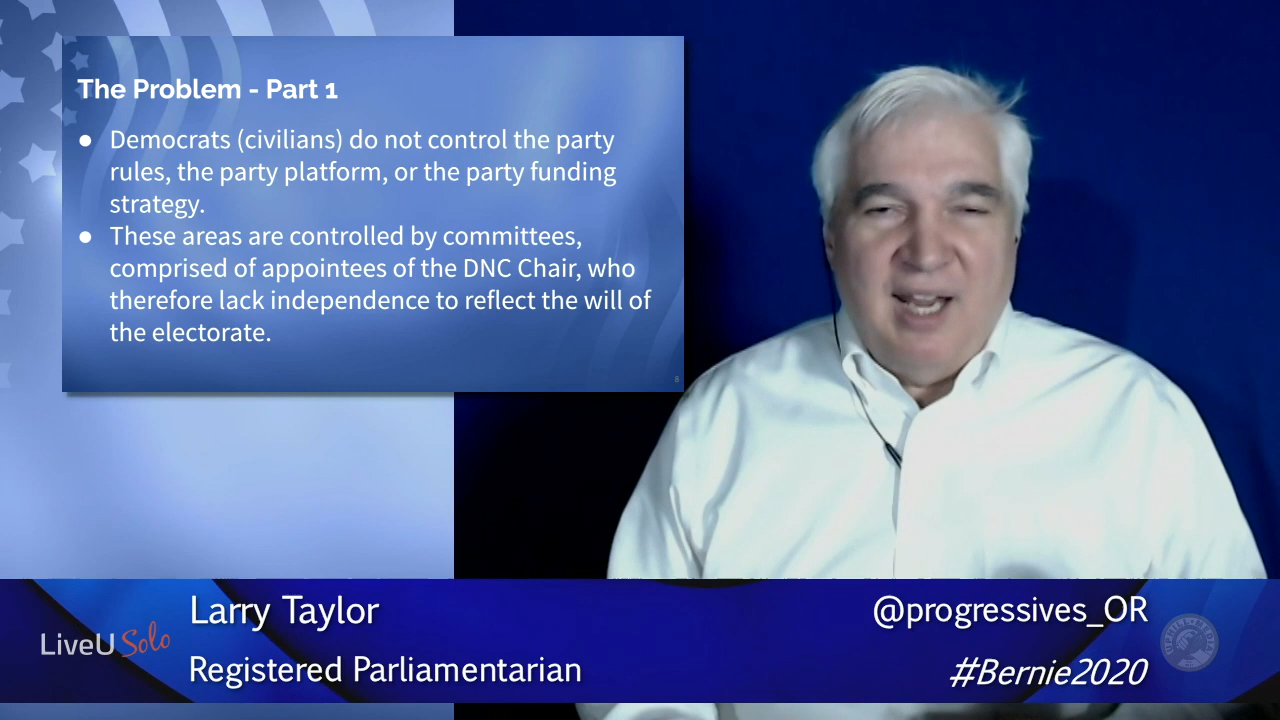 The Problem - Part 1
● Democrats (civilians) do not control the party
rules, the party platform, or the party funding
strategy.
● These areas are controlled by committees,
comprised of appointees of the DNC Chair, who
therefore lack independence to reflect the will of
the electorate.
8
Larry Taylor
@progressives_OR
LiveU Solo
Registered Parliamentarian
#Bernie2020